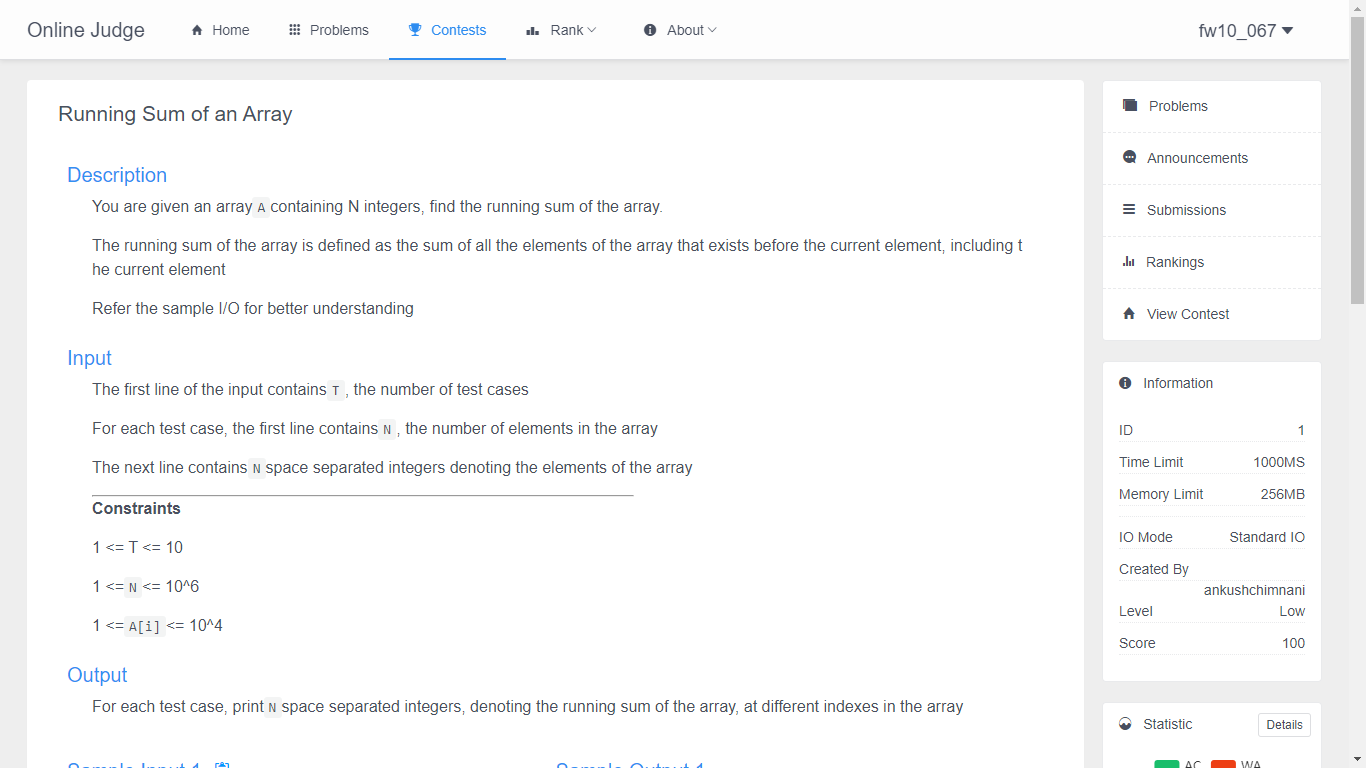 Online Judge Home Problems Contests Rank About fw10_067
Running Sum of an Array
Description
You are given an array A containing N integers, find the running sum of the array.
The running sum of the array is defined as the sum of all the elements of the array that exists before the current element, including t
he current element
Refer the sample I/O for better understanding
Input
The first line of the input contains T , the number of test cases
For each test case, the first line contains N , the number of elements in the array
The next line contains N space separated integers denoting the elements of the array
Constraints
1 <= T <= 10
1 <= N <= 10^6
1 <= A[i] <= 10^4
Output
For each test case, print N space separated integers, denoting the running sum of the array, at different indexes in the array
Sample Input 1 Sample Output 1
Problems
Announcements
Submissions
Rankings
View Contest
Information
ID 1
Time Limit 1000MS
Memory Limit 256MB
IO Mode Standard IO
Created By
ankushchimnani
Level Low
Score 100
Statistic Details
AC WA